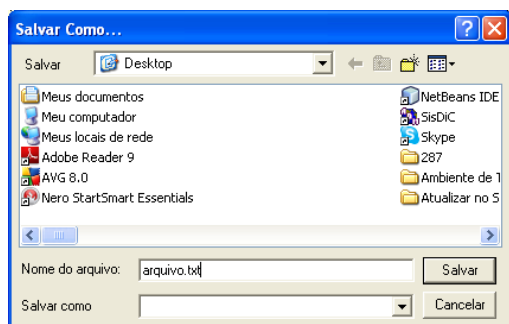 Salvar Como...
Salvar Desktop
Meus documentos
Meu computador
Meus locais de rede
Adobe Reader 9
AVG 8.0
Nero StartSmart Essentials
NetBeans IDE
SisDiC
Skype
287
Ambiente de
Atualizar no S
Nome do arquivo: arquivo.txt Salvar
Salvar como Cancelar